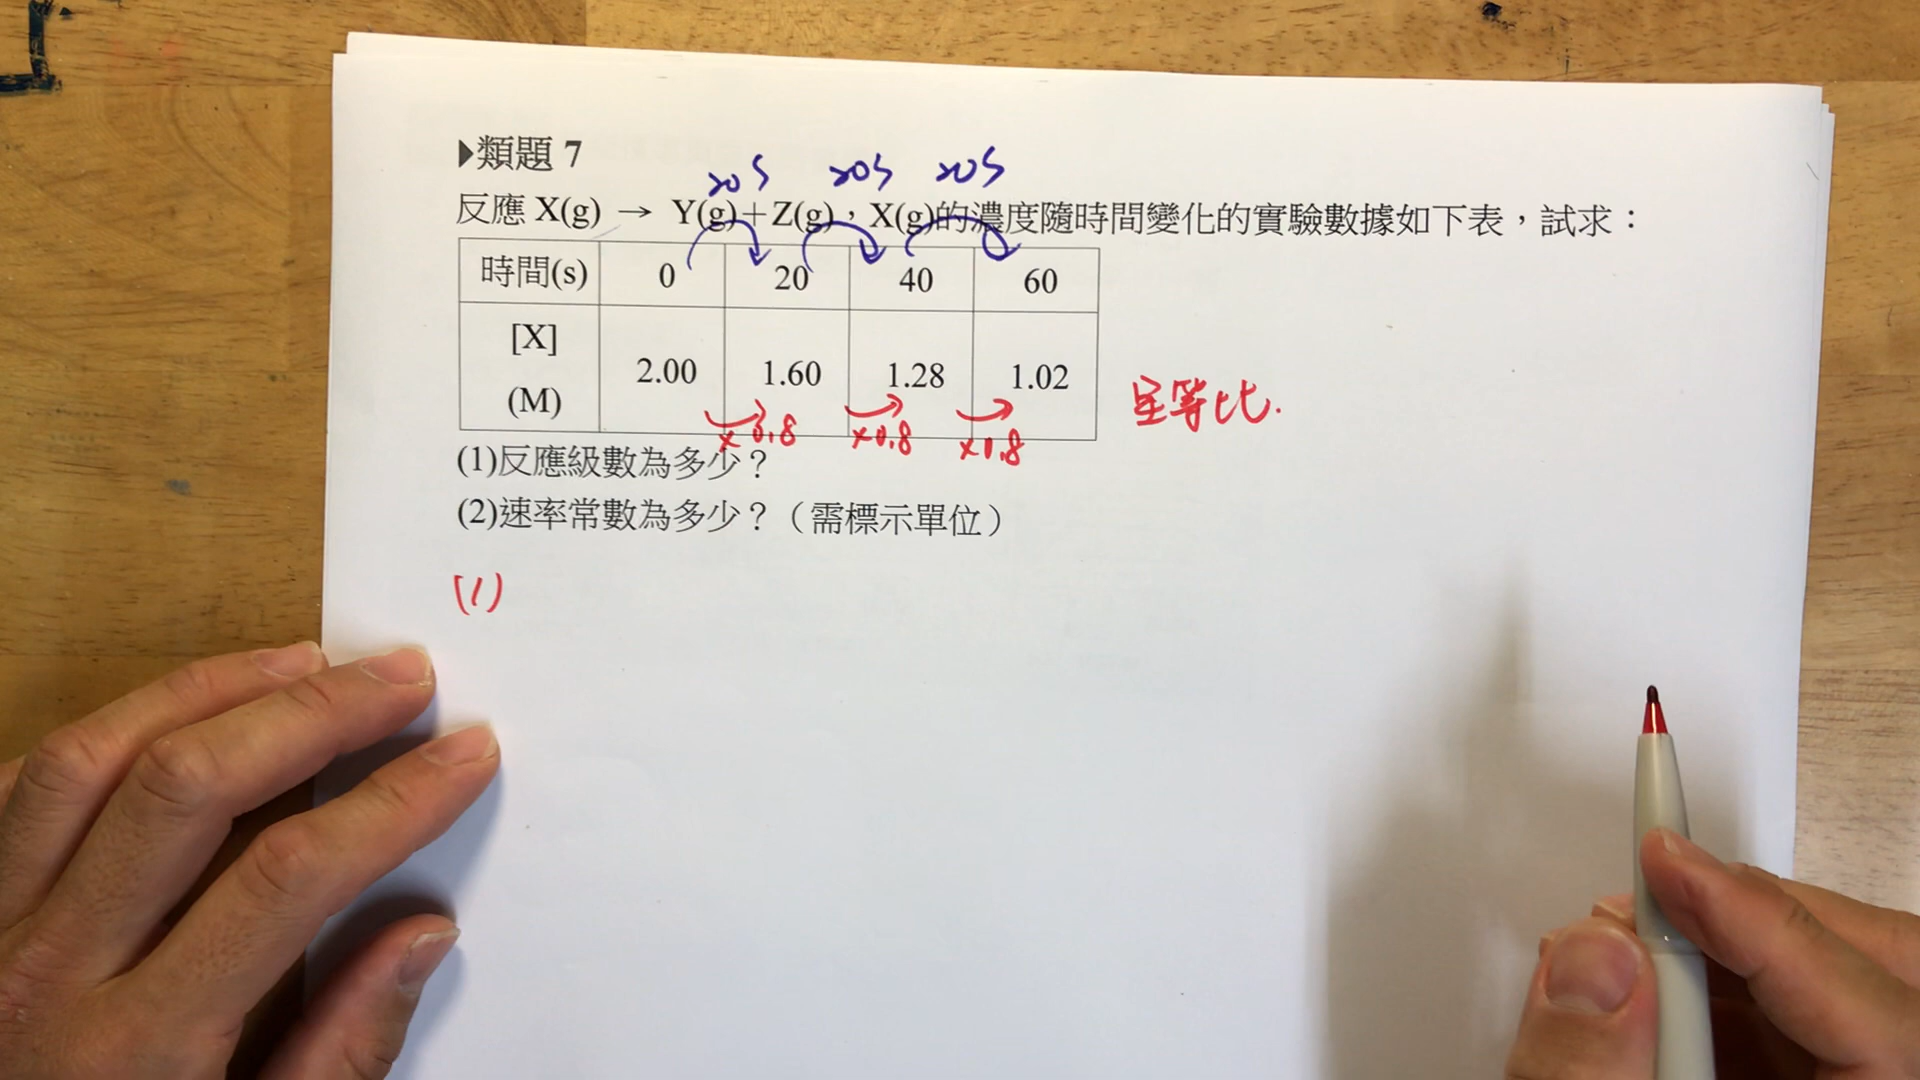 ▶類題 7
20S 20S 20S
反應 X(g) → Y(g)+Z(g),X(g)的濃度隨時間變化的實驗數據如下表,試求:
時間(s) 0 20 40 60
[X] (M) 2.00 1.60 1.28 1.02
×0.8 ×0.8 ×0.8
呈等比.
(1)反應級數為多少?
(2)速率常數為多少?(需標示單位)
(1)